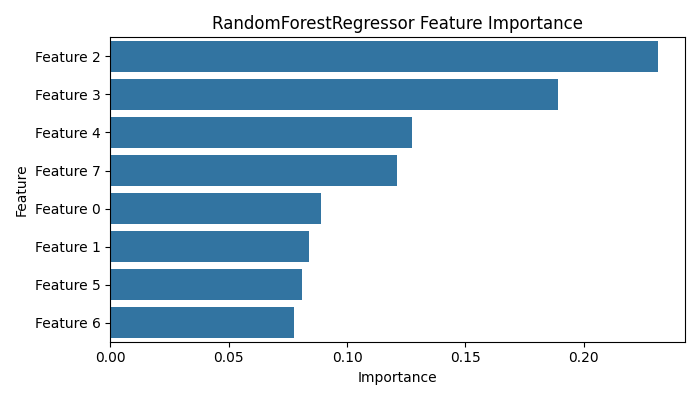 RandomForestRegressor Feature Importance
Feature 2
Feature 3
Feature 4
Feature 7
Feature 0
Feature 1
Feature 5
Feature 6
Feature
0.00 0.05 0.10 0.15 0.20
Importance